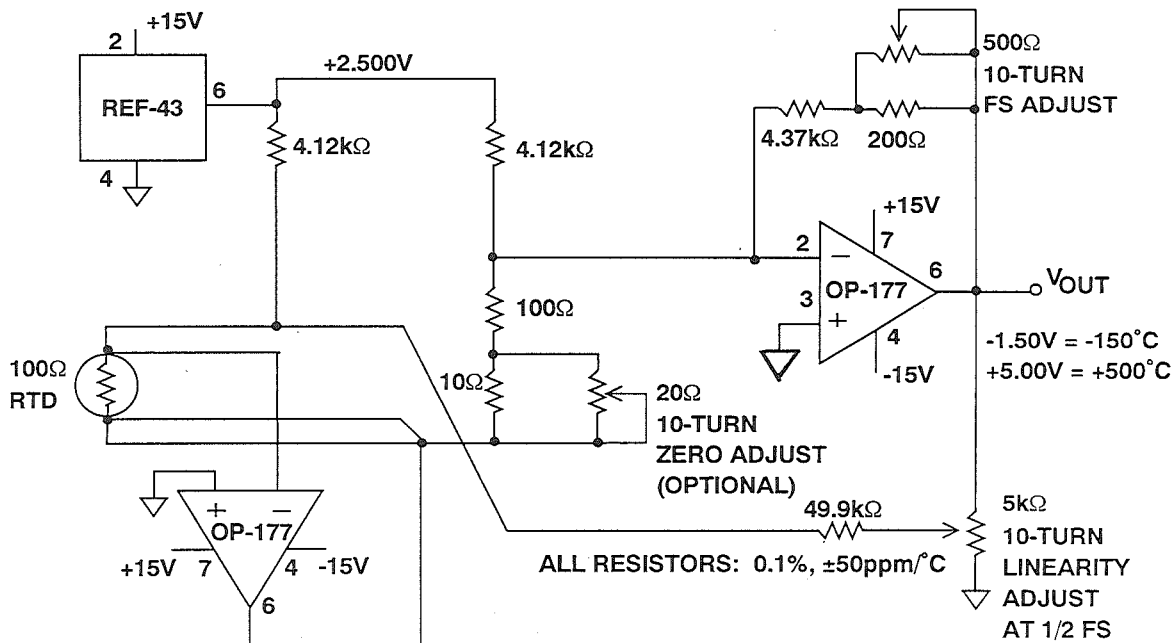 +15V
2
REF-43
6
4
+2.500V
4.12kΩ
4.12kΩ
500Ω
10-TURN
FS ADJUST
4.37kΩ
200Ω
+15V
2
7
6
OP-177
3
4
-15V
VOUT
-1.50V = -150°C
+5.00V = +500°C
100Ω
100Ω
RTD
10Ω
20Ω
10-TURN
ZERO ADJUST
(OPTIONAL)
OP-177
+15V
7
4
-15V
6
49.9kΩ
5kΩ
10-TURN
LINEARITY
ADJUST
AT 1/2 FS
ALL RESISTORS: 0.1%, ±50ppm/°C